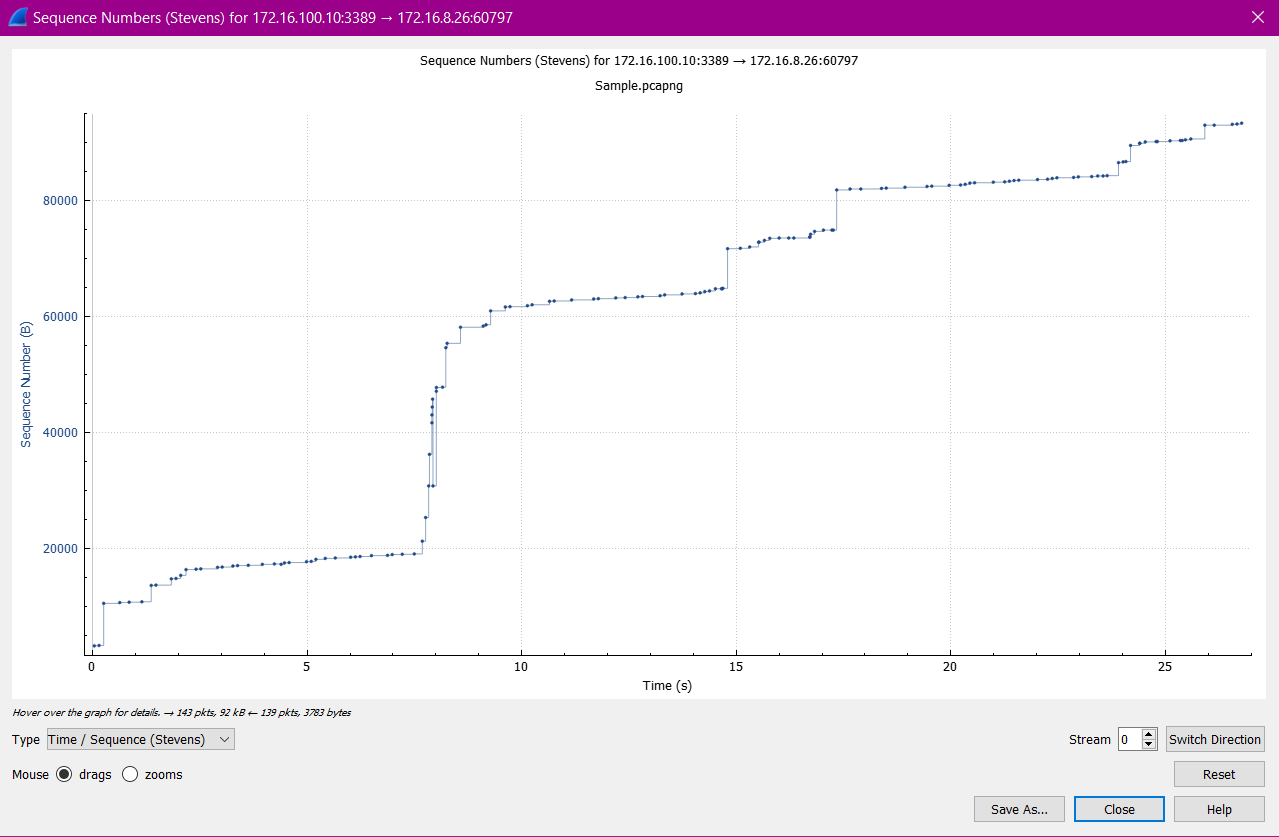 Sequence Numbers (Stevens) for 172.16.100.10:3389 → 172.16.8.26:60797
Sequence Numbers (Stevens) for 172.16.100.10:3389 → 172.16.8.26:60797
Sample.pcapng
80000
60000
40000
20000
Sequence Number (B)
0 5 10 15 20 25
Time (s)
Hover over the graph for details. → 143 pkts, 92 kB ← 139 pkts, 3783 bytes
Type Time / Sequence (Stevens) Stream 0 Switch Direction
Mouse drags zooms Reset
Save As... Close Help